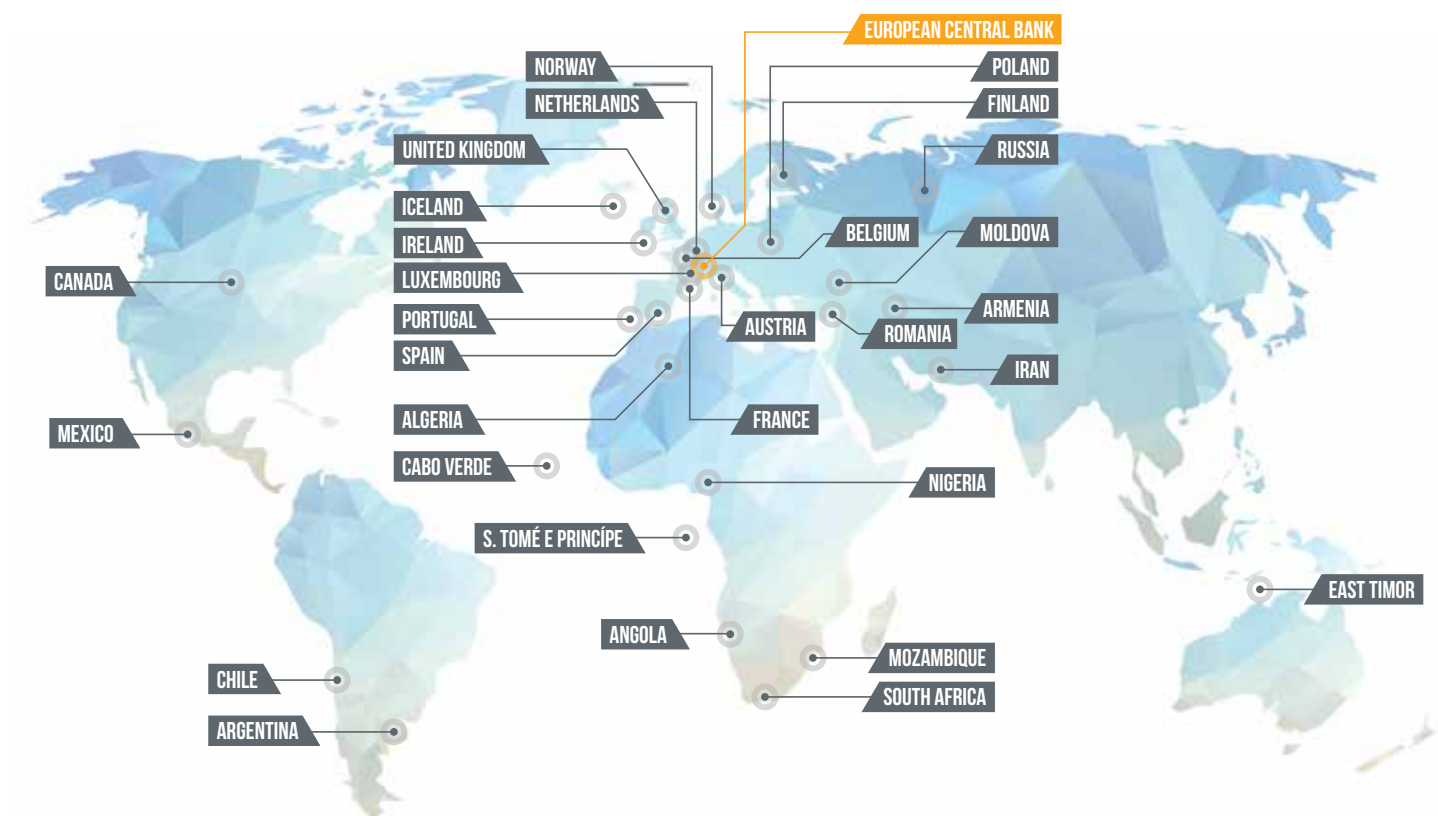 EUROPEAN CENTRAL BANK
NORWAY
POLAND
NETHERLANDS
FINLAND
UNITED KINGDOM
RUSSIA
ICELAND
IRELAND
BELGIUM
MOLDOVA
LUXEMBOURG
CANADA
PORTUGAL
AUSTRIA
ROMANIA
ARMENIA
SPAIN
IRAN
ALGERIA
FRANCE
MEXICO
CABO VERDE
NIGERIA
S. TOMÉ E PRINCÍPE
EAST TIMOR
ANGOLA
MOZAMBIQUE
CHILE
SOUTH AFRICA
ARGENTINA